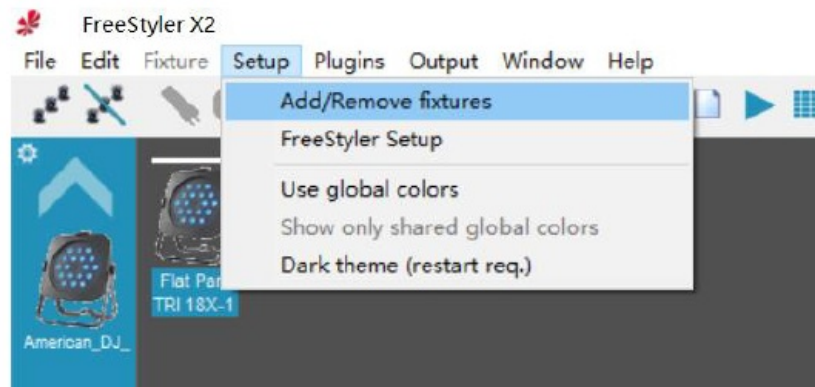 FreeStyler X2
File Edit Fixture Setup Plugins Output Window Help
Add/Remove fixtures
FreeStyler Setup
Use global colors
Show only shared global colors
Dark theme (restart req.)
Flat Par
TRI 18X-1
American_DJ_